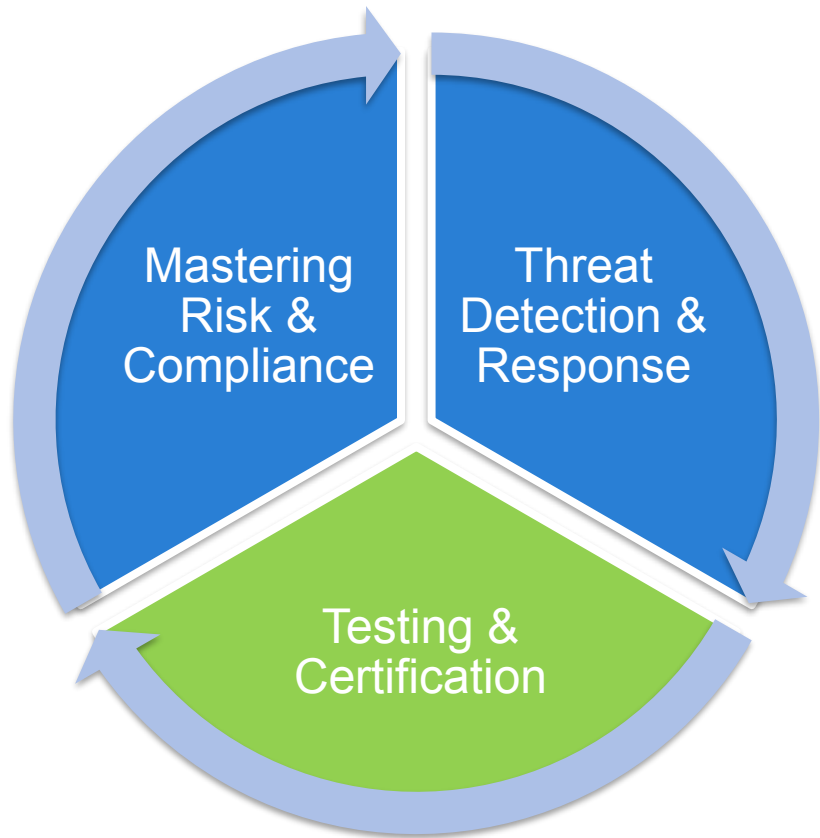 Mastering
Risk &
Compliance
Threat
Detection &
Response
Testing &
Certification